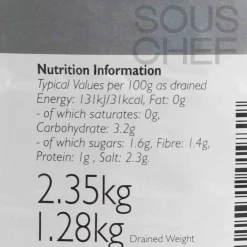 SOUS
CHEF
Nutrition Information
Typical Values per 100g as drained
Energy: 131kJ/31kcal, Fat: 0g
- of which saturates: 0g,
Carbohydrate: 3.2g
- of which sugars: 1.6g, Fibre: 1.4g,
Protein: 1g , Salt: 2.3g.
2.35kg
1.28kg Drained Weight